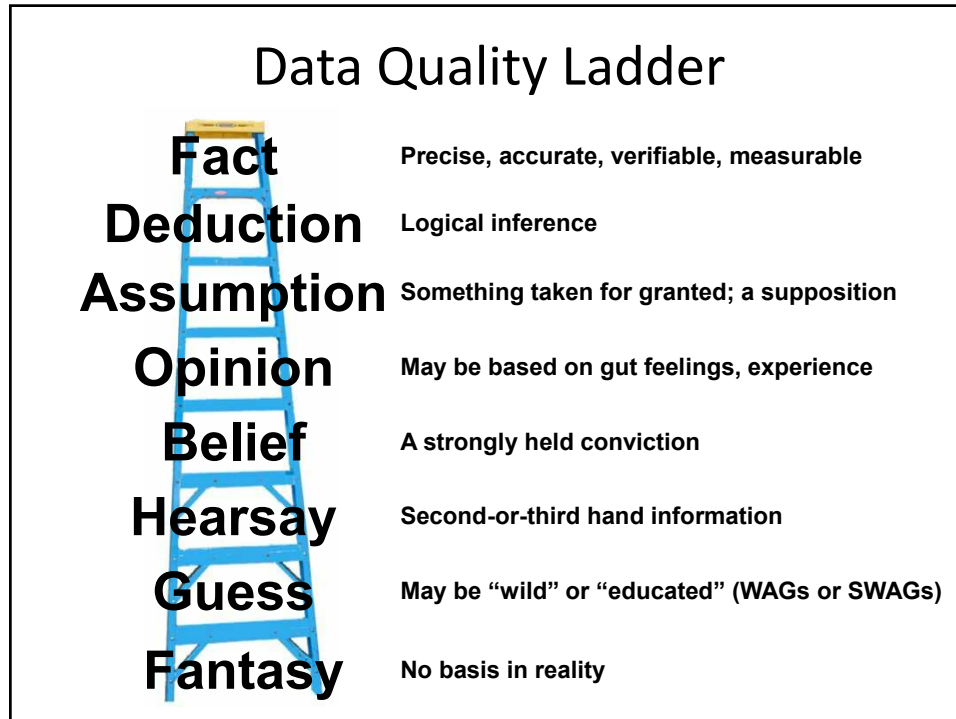 Data Quality Ladder
Fact Precise, accurate, verifiable, measurable
Deduction Logical inference
Assumption Something taken for granted; a supposition
Opinion May be based on gut feelings, experience
Belief A strongly held conviction
Hearsay Second-or-third hand information
Guess May be “wild” or “educated” (WAGs or SWAGs)
Fantasy No basis in reality